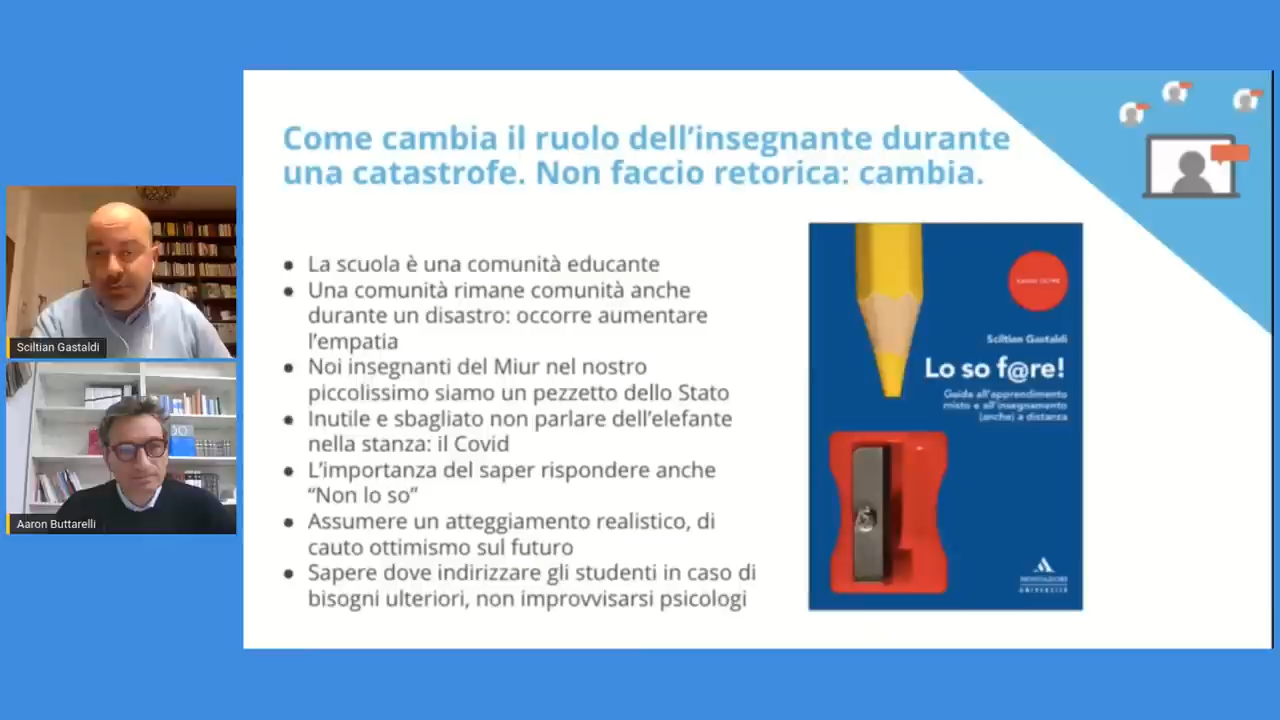 Come cambia il ruolo dell'insegnante durante
una catastrofe. Non faccio retorica: cambia.
● La scuola è una comunità educante
● Una comunità rimane comunità anche
durante un disastro: occorre aumentare
l'empatia
● Noi insegnanti del Miur nel nostro
piccolissimo siamo un pezzetto dello Stato
● Inutile e sbagliato non parlare dell'elefante
nella stanza: il Covid
● L'importanza del saper rispondere anche
"Non lo so"
● Assumere un atteggiamento realistico, di
cauto ottimismo sul futuro
● Sapere dove indirizzare gli studenti in caso di
bisogni ulteriori, non improvvisarsi psicologi
Sciltian Gastaldi
Lo so f@re!
Guida all'apprendimento
misto e all'insegnamento
(anche) a distanza
MONDADORI
UNIVERSITÀ
Sciltian Gastaldi
Aaron Buttarelli